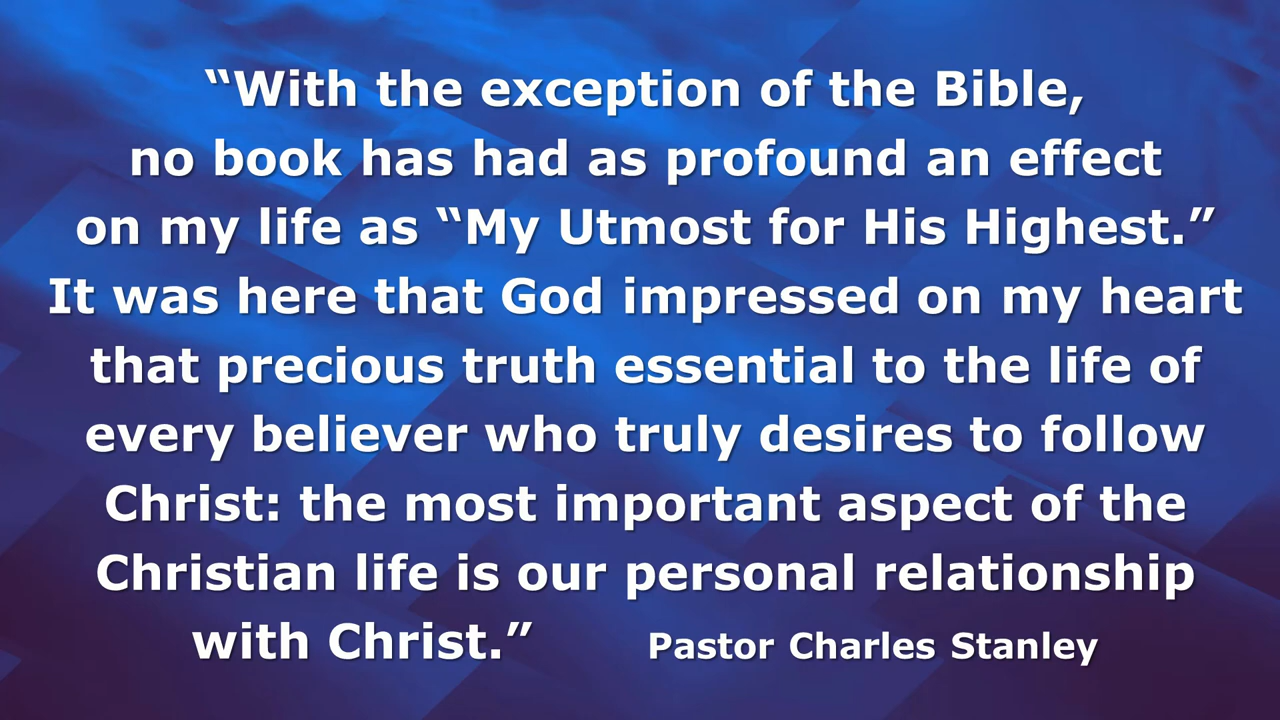 “With the exception of the Bible,
no book has had as profound an effect
on my life as “My Utmost for His Highest.”
It was here that God impressed on my heart
that precious truth essential to the life of
every believer who truly desires to follow
Christ: the most important aspect of the
Christian life is our personal relationship
with Christ.” Pastor Charles Stanley